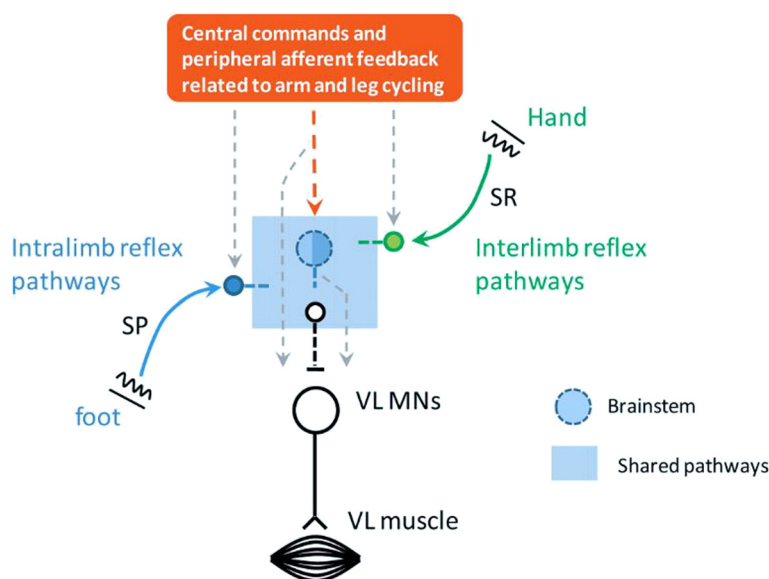 Central commands and
peripheral afferent feedback
related to arm and leg cycling
Hand
SR
Intralimb reflex
pathways
Interlimb reflex
pathways
SP
foot
VL MNs
Brainstem
Shared pathways
VL muscle